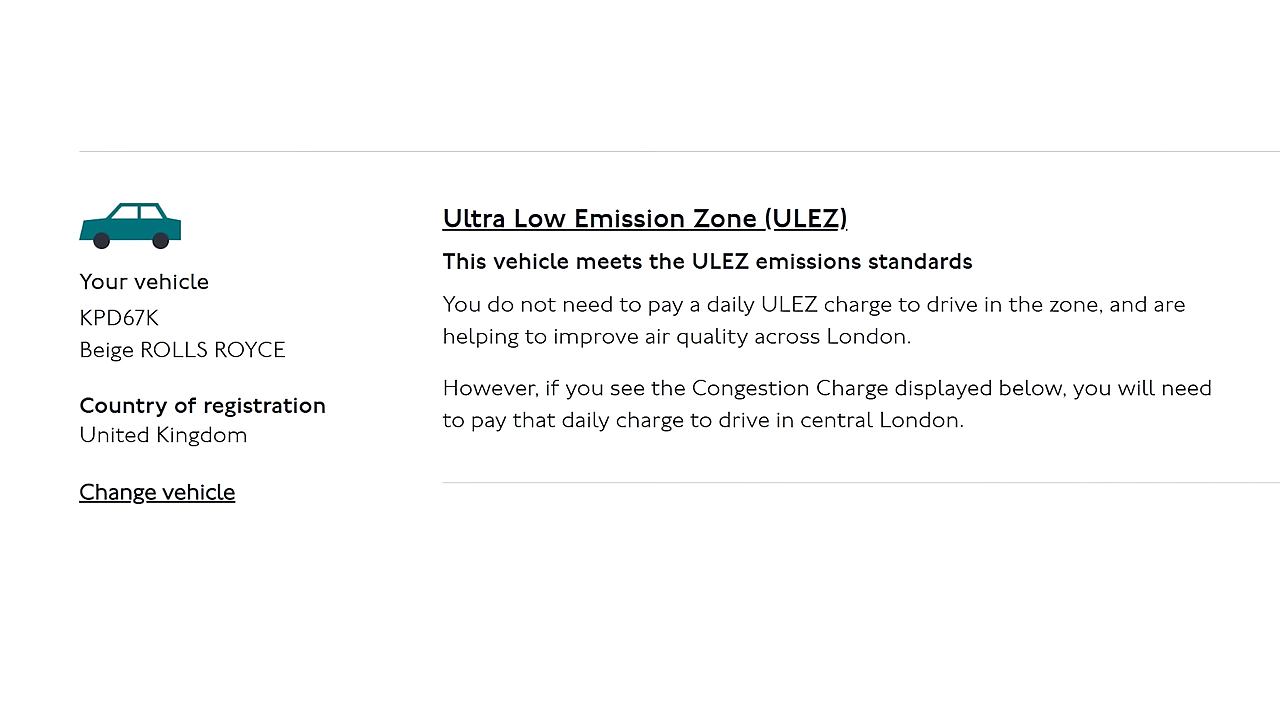 Your vehicle
KPD67K
Beige ROLLS ROYCE
Country of registration
United Kingdom
Change vehicle
Ultra Low Emission Zone (ULEZ)
This vehicle meets the ULEZ emissions standards
You do not need to pay a daily ULEZ charge to drive in the zone, and are
helping to improve air quality across London.
However, if you see the Congestion Charge displayed below, you will need
to pay that daily charge to drive in central London.